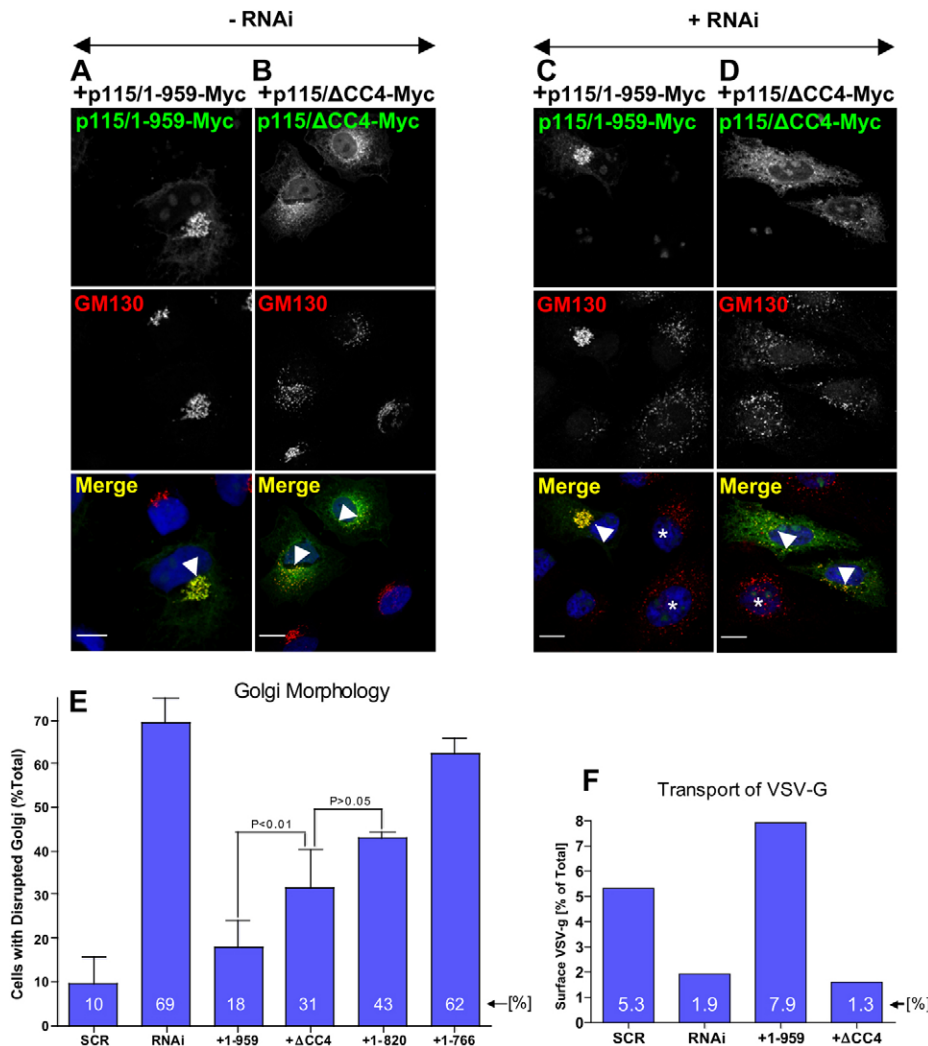 - RNAi
+ RNAi
A
B
C
D
+p115/1-959-Myc
+p115/ΔCC4-Myc
+p115/1-959-Myc
+p115/ΔCC4-Myc
p115/1-959-Myc
p115/ΔCC4-Myc
p115/1-959-Myc
p115/ΔCC4-Myc
GM130
GM130
Merge
Merge
Merge
Merge
*
*
*
E
Golgi Morphology
Cells with Disrupted Golgi (%Total)
70
60
50
40
30
20
10
0
P<0.01
P>0.05
10
69
18
31
43
62
[%]
SCR
RNAi
+1-959
+ΔCC4
+1-820
+1-766
F
Transport of VSV-G
Surface VSV-g [% of Total]
8
7
6
5
4
3
2
1
0
5.3
1.9
7.9
1.3
[%]
SCR
RNAi
+1-959
+ΔCC4